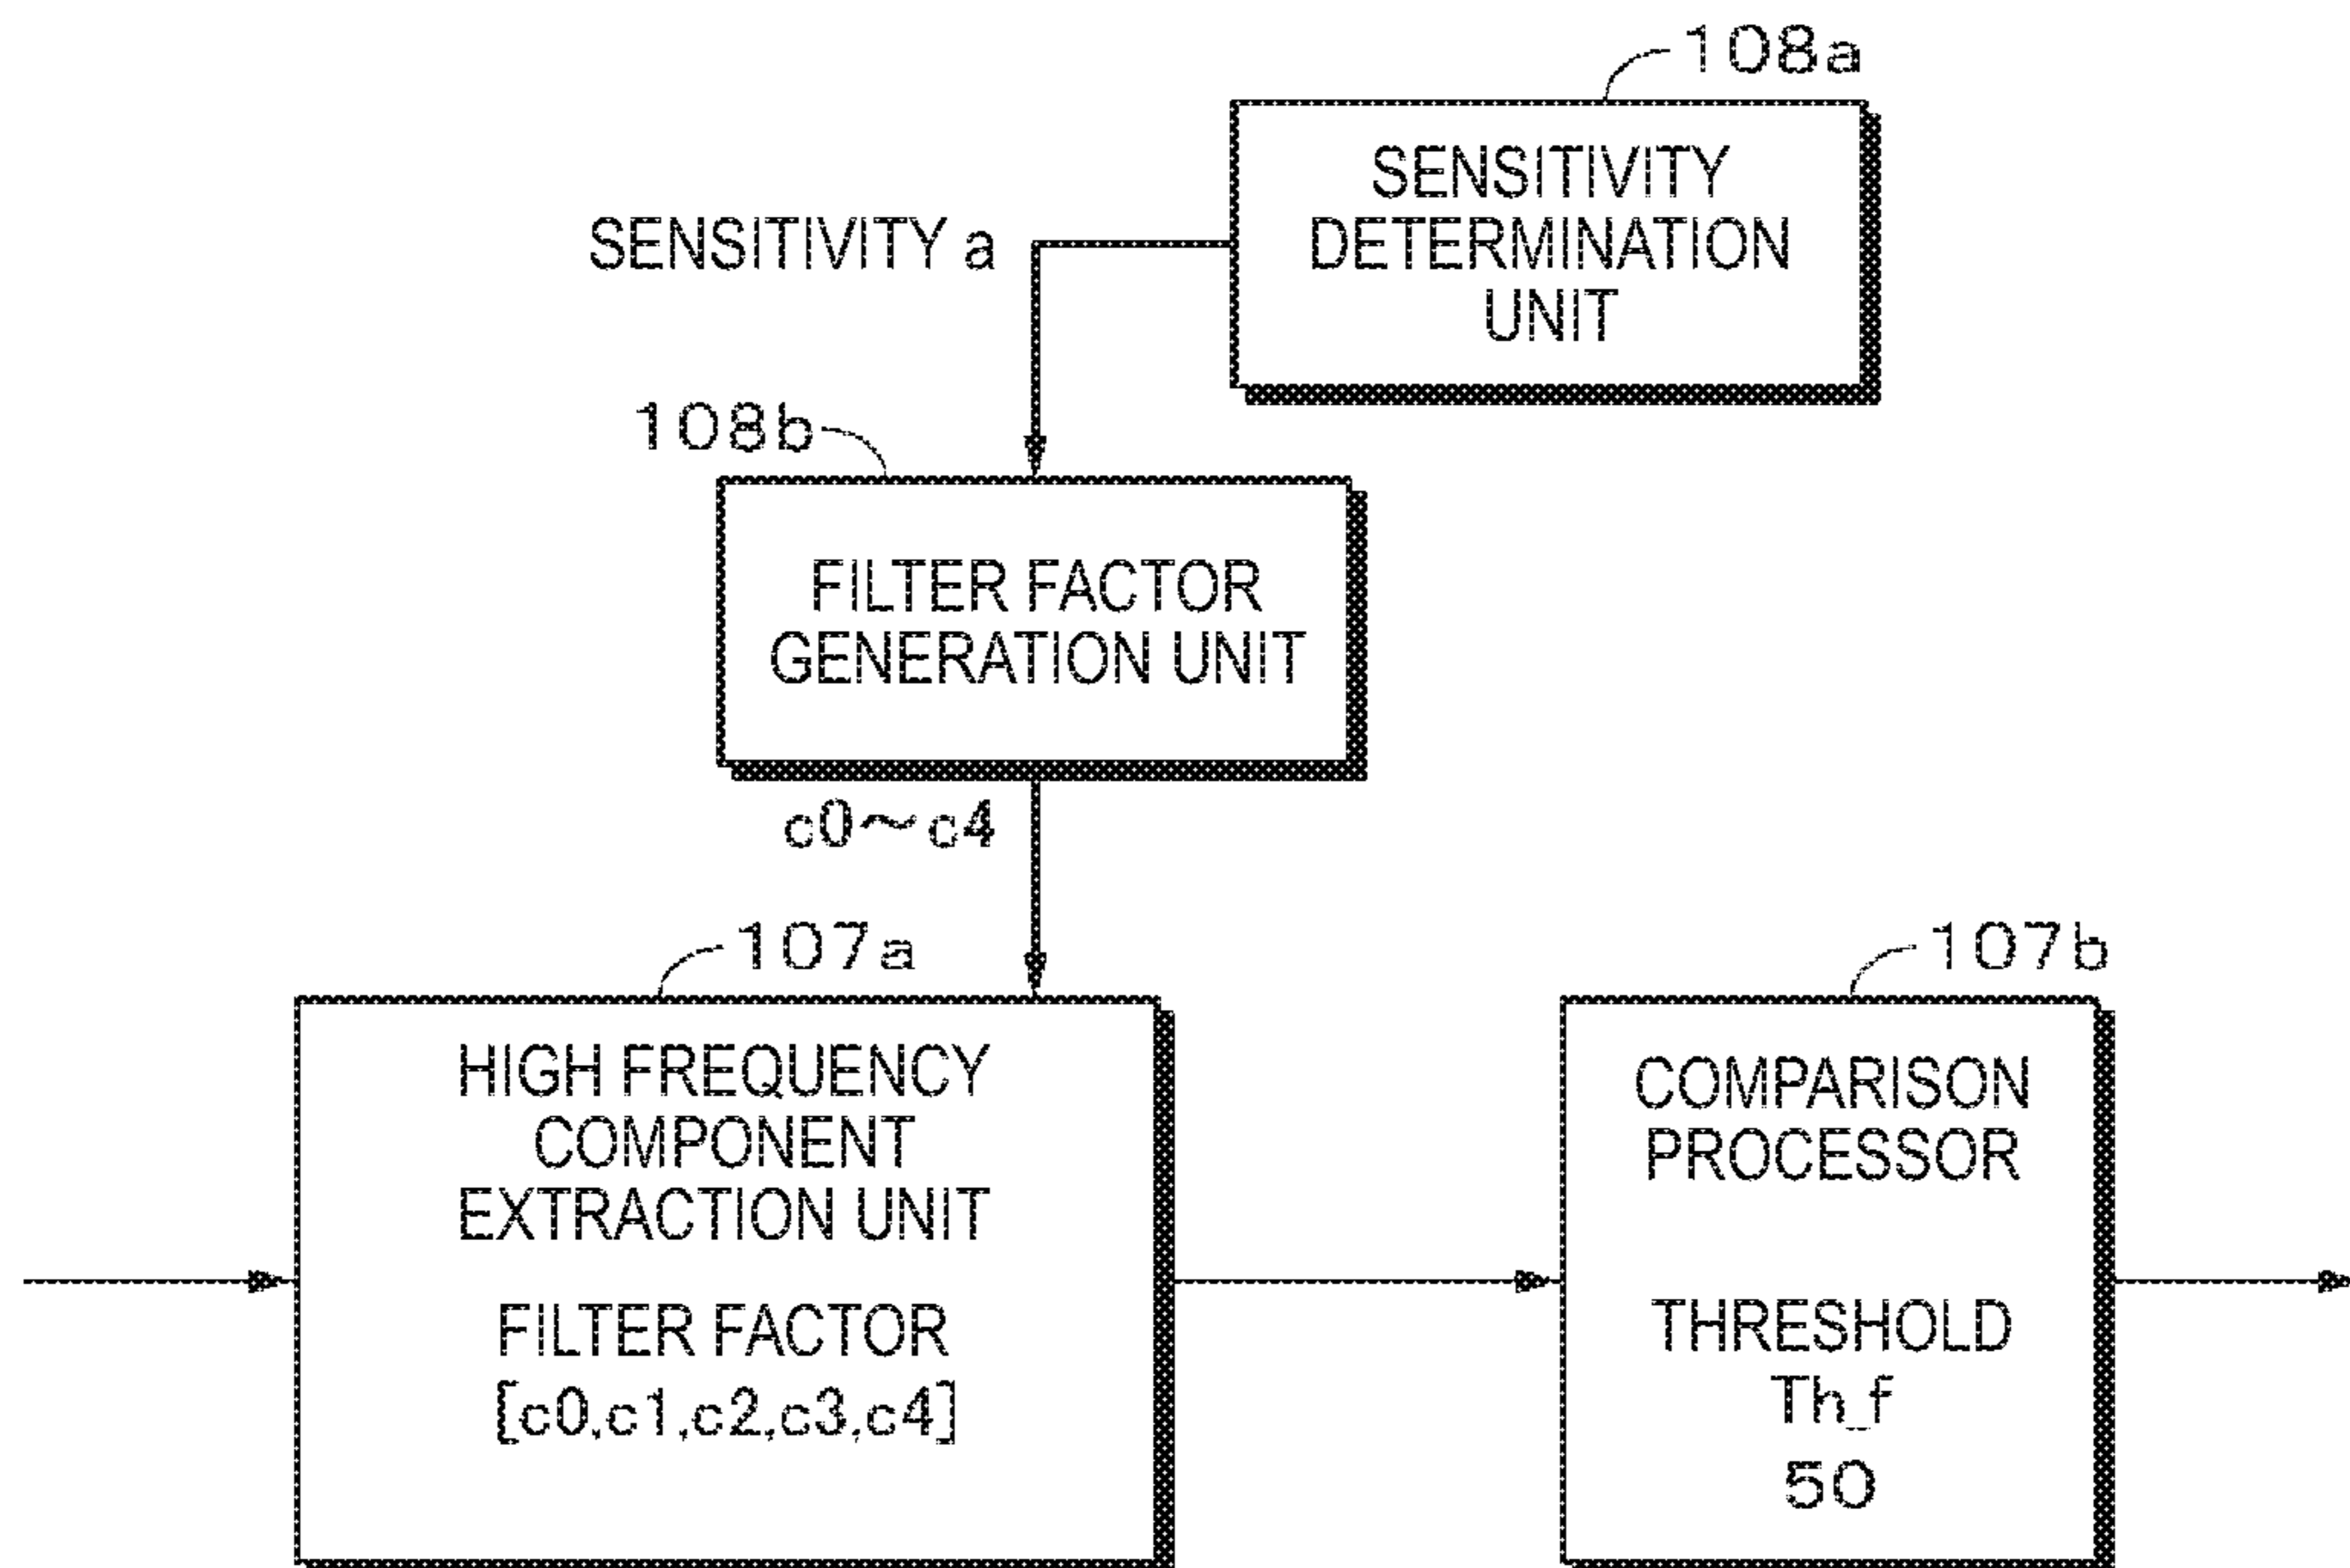 108a
SENSITIVITY
DETERMINATION
UNIT
SENSITIVITY a
108b
FILTER FACTOR
GENERATION UNIT
c0~c4
107a
HIGH FREQUENCY
COMPONENT
EXTRACTION UNIT
FILTER FACTOR
[c0,c1,c2,c3,c4]
107b
COMPARISON
PROCESSOR
THRESHOLD
Th_f
50